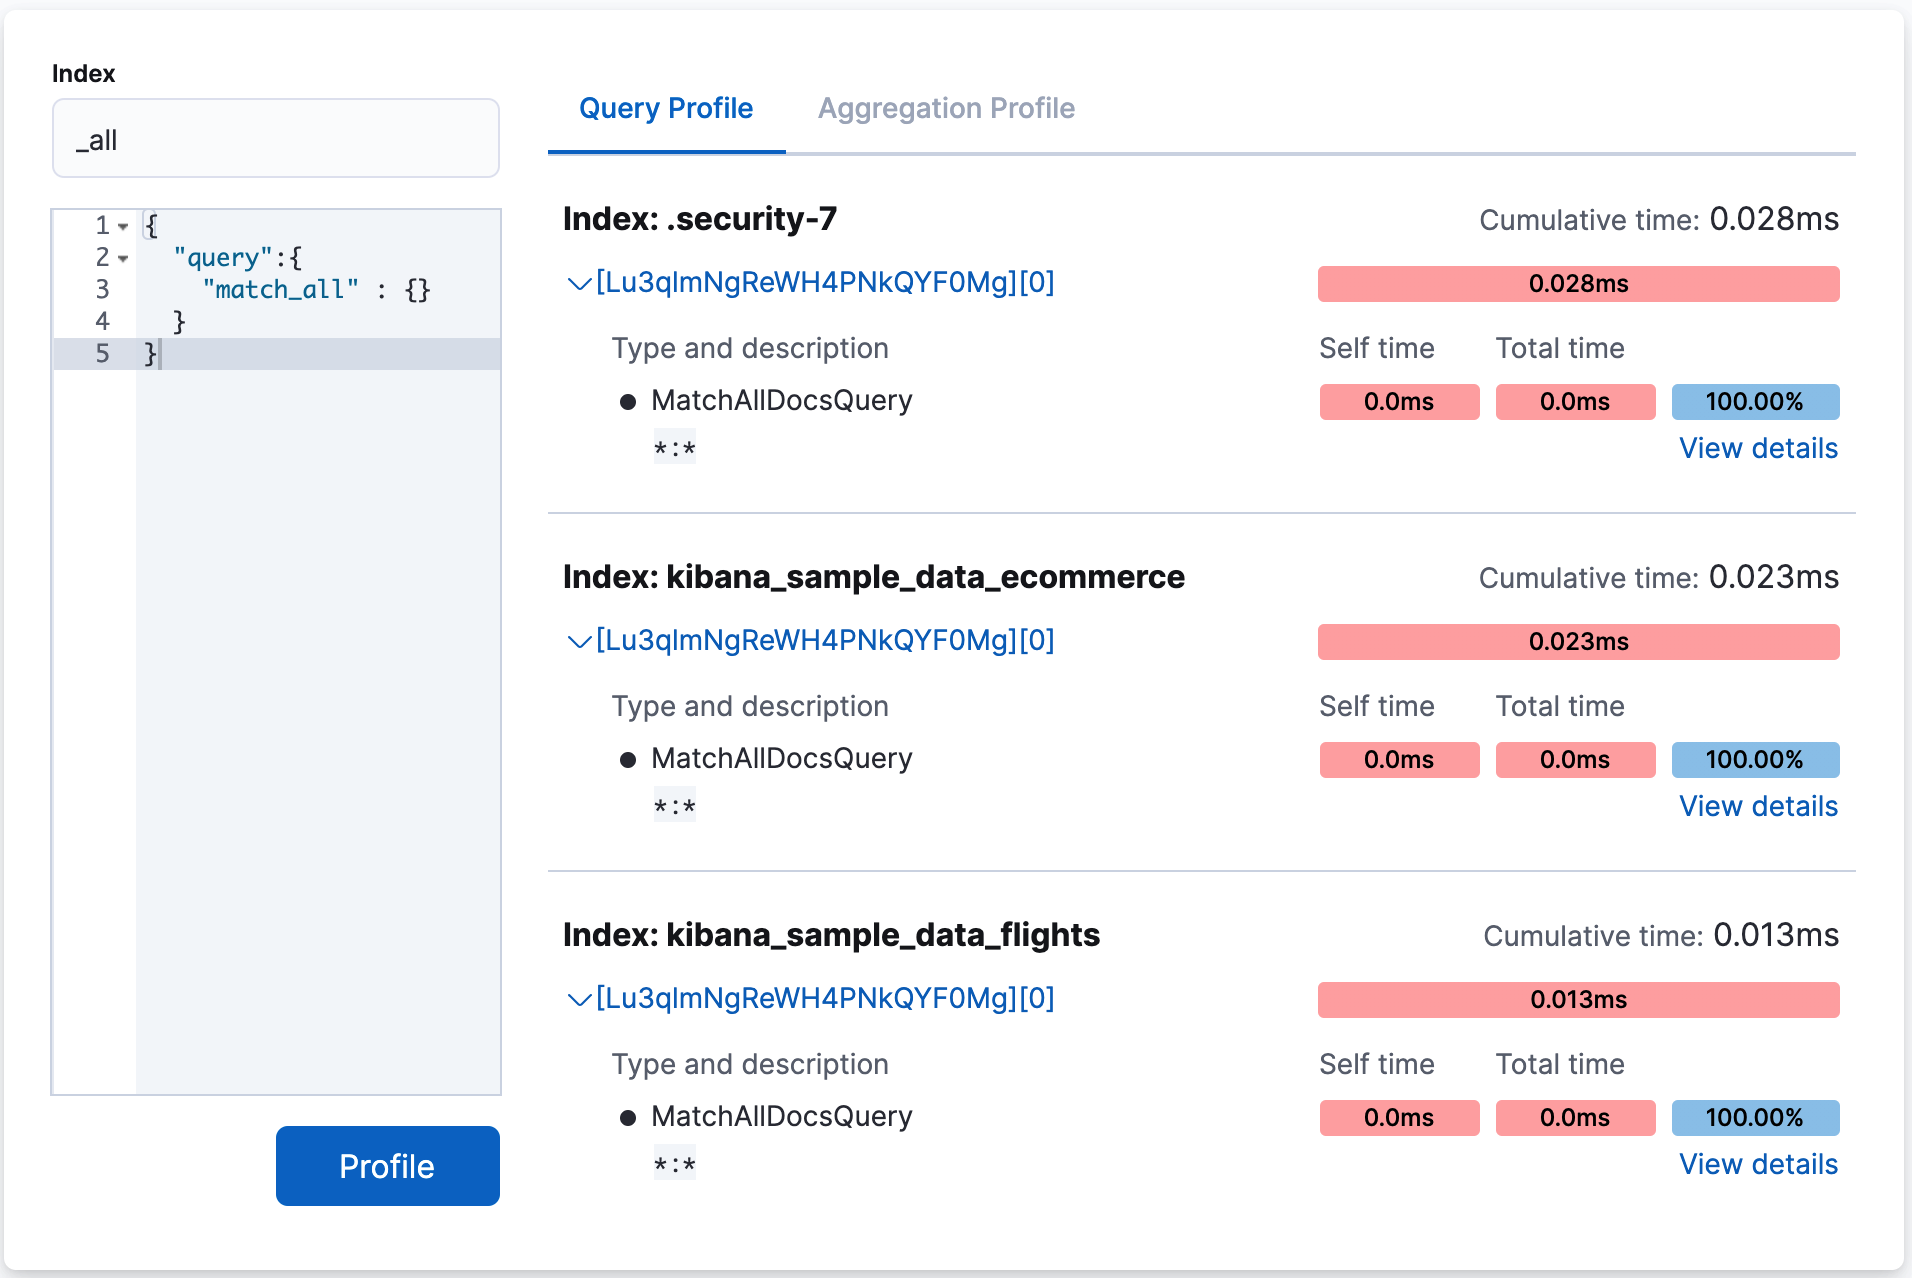 Index
_all
1 {
2 "query":{
3 "match_all" : {}
4 }
5 }
Profile
Query Profile Aggregation Profile
Index: .security-7 Cumulative time: 0.028ms
[Lu3qlmNgReWH4PNkQYF0Mg][0] 0.028ms
Type and description Self time Total time
MatchAllDocsQuery 0.0ms 0.0ms 100.00%
*:* View details
Index: kibana_sample_data_ecommerce Cumulative time: 0.023ms
[Lu3qlmNgReWH4PNkQYF0Mg][0] 0.023ms
Type and description Self time Total time
MatchAllDocsQuery 0.0ms 0.0ms 100.00%
*:* View details
Index: kibana_sample_data_flights Cumulative time: 0.013ms
[Lu3qlmNgReWH4PNkQYF0Mg][0] 0.013ms
Type and description Self time Total time
MatchAllDocsQuery 0.0ms 0.0ms 100.00%
*:* View details